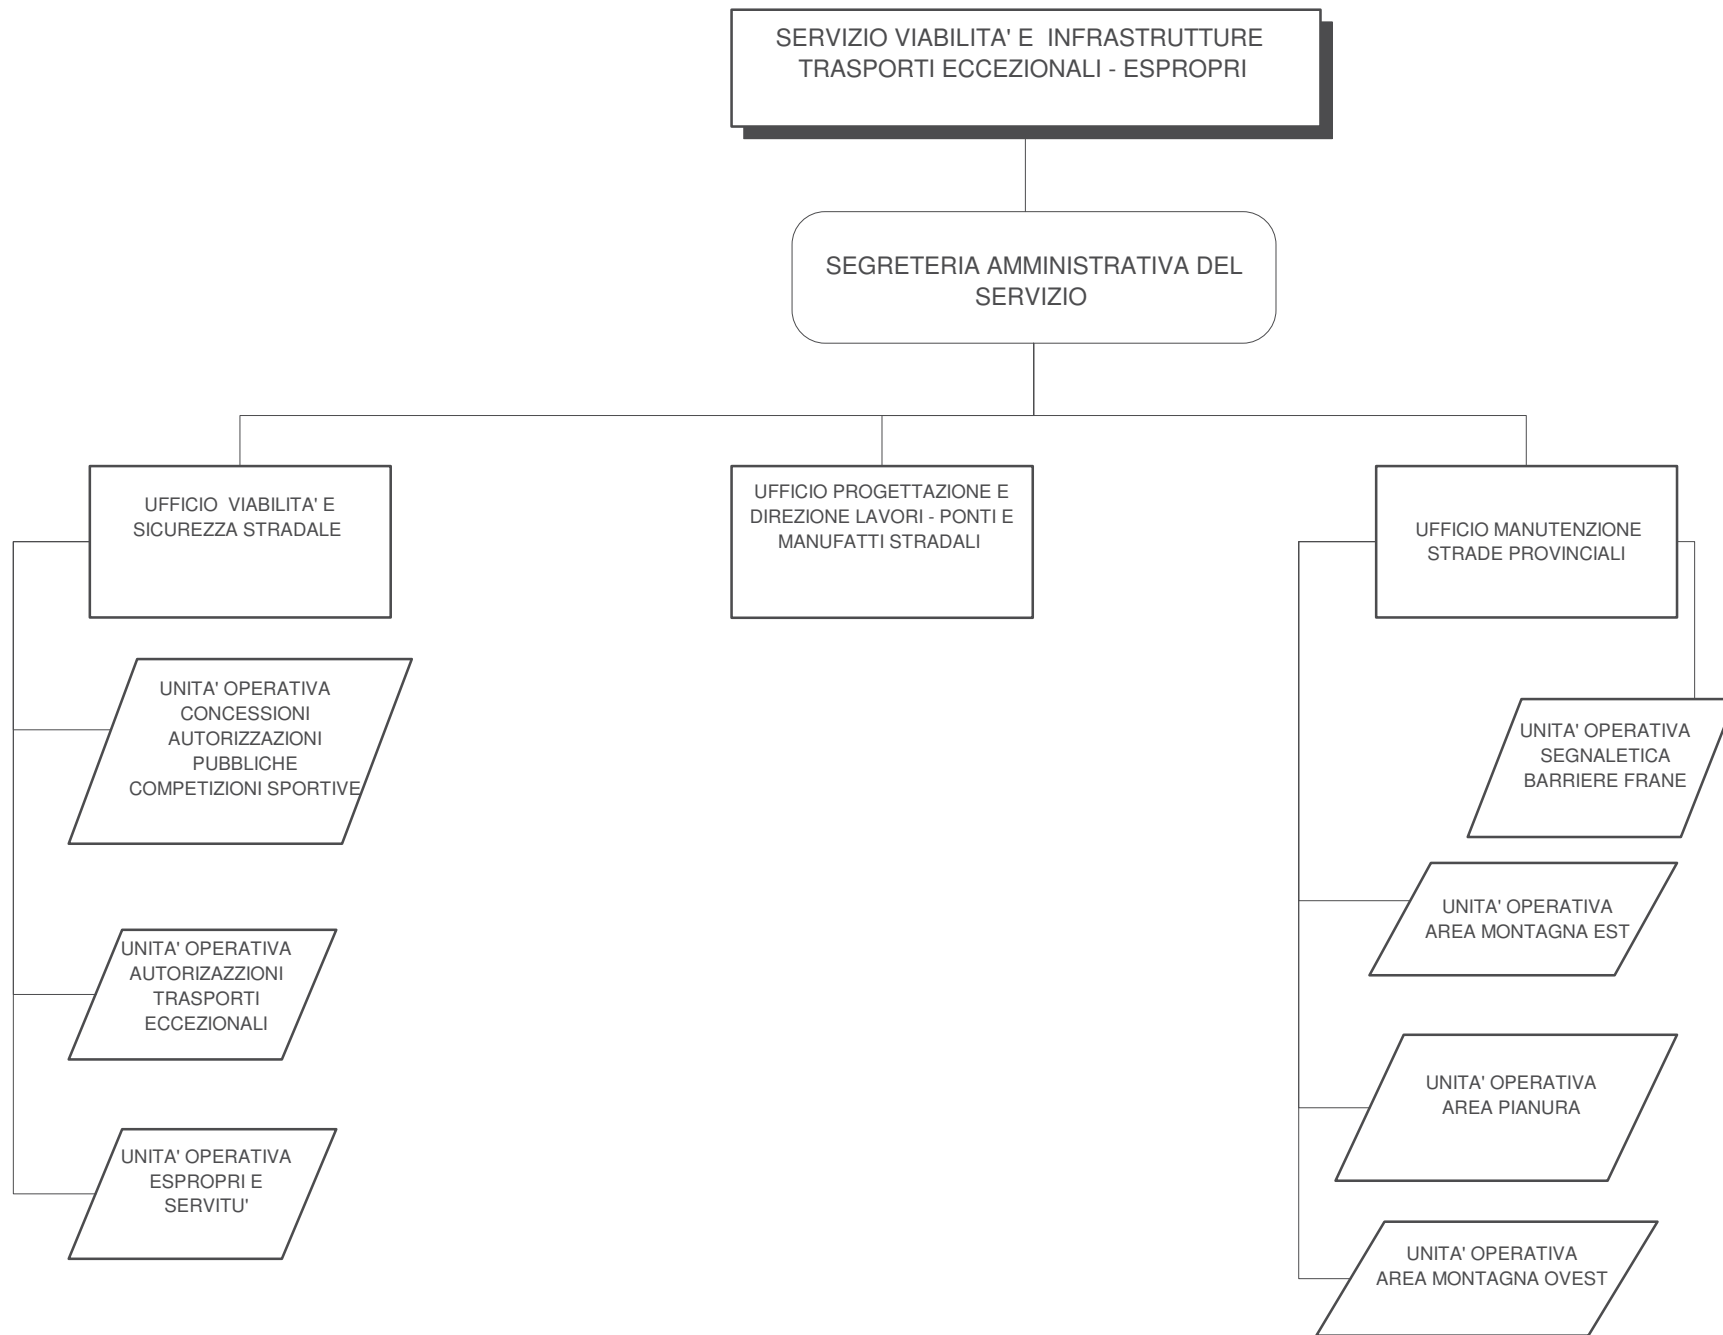 SERVIZIO VIABILITA' E INFRASTRUTTURE
TRASPORTI ECCEZIONALI - ESPROPRI
SEGRETERIA AMMINISTRATIVA DEL
SERVIZIO
UFFICIO VIABILITA' E
SICUREZZA STRADALE
UFFICIO PROGETTAZIONE E
DIREZIONE LAVORI - PONTI E
MANUFATTI STRADALI
UFFICIO MANUTENZIONE
STRADE PROVINCIALI
UNITA' OPERATIVA
CONCESSIONI
AUTORIZZAZIONI
PUBBLICHE
COMPETIZIONI SPORTIVE
UNITA' OPERATIVA
AUTORIZAZZIONI
TRASPORTI
ECCEZIONALI
UNITA' OPERATIVA
ESPROPRI E
SERVITU'
UNITA' OPERATIVA
SEGNALETICA
BARRIERE FRANE
UNITA' OPERATIVA
AREA MONTAGNA EST
UNITA' OPERATIVA
AREA PIANURA
UNITA' OPERATIVA
AREA MONTAGNA OVEST